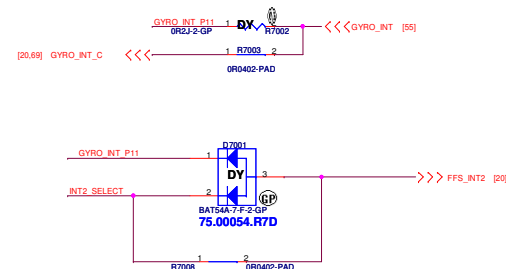 GYRO_INT_P11 1 DY R7002 GYRO_INT [55]
0R2J-2-GP
[20,69] GYRO_INT_C 1 R7003 2
0R0402-PAD
D7001
GYRO_INT_P11 1
DY 3 FFS_INT2 [20]
INT2_SELECT 2
GP
BAT54A-7-F-2-GP
75.00054.R7D
1 2
R7008 0R0402-PAD